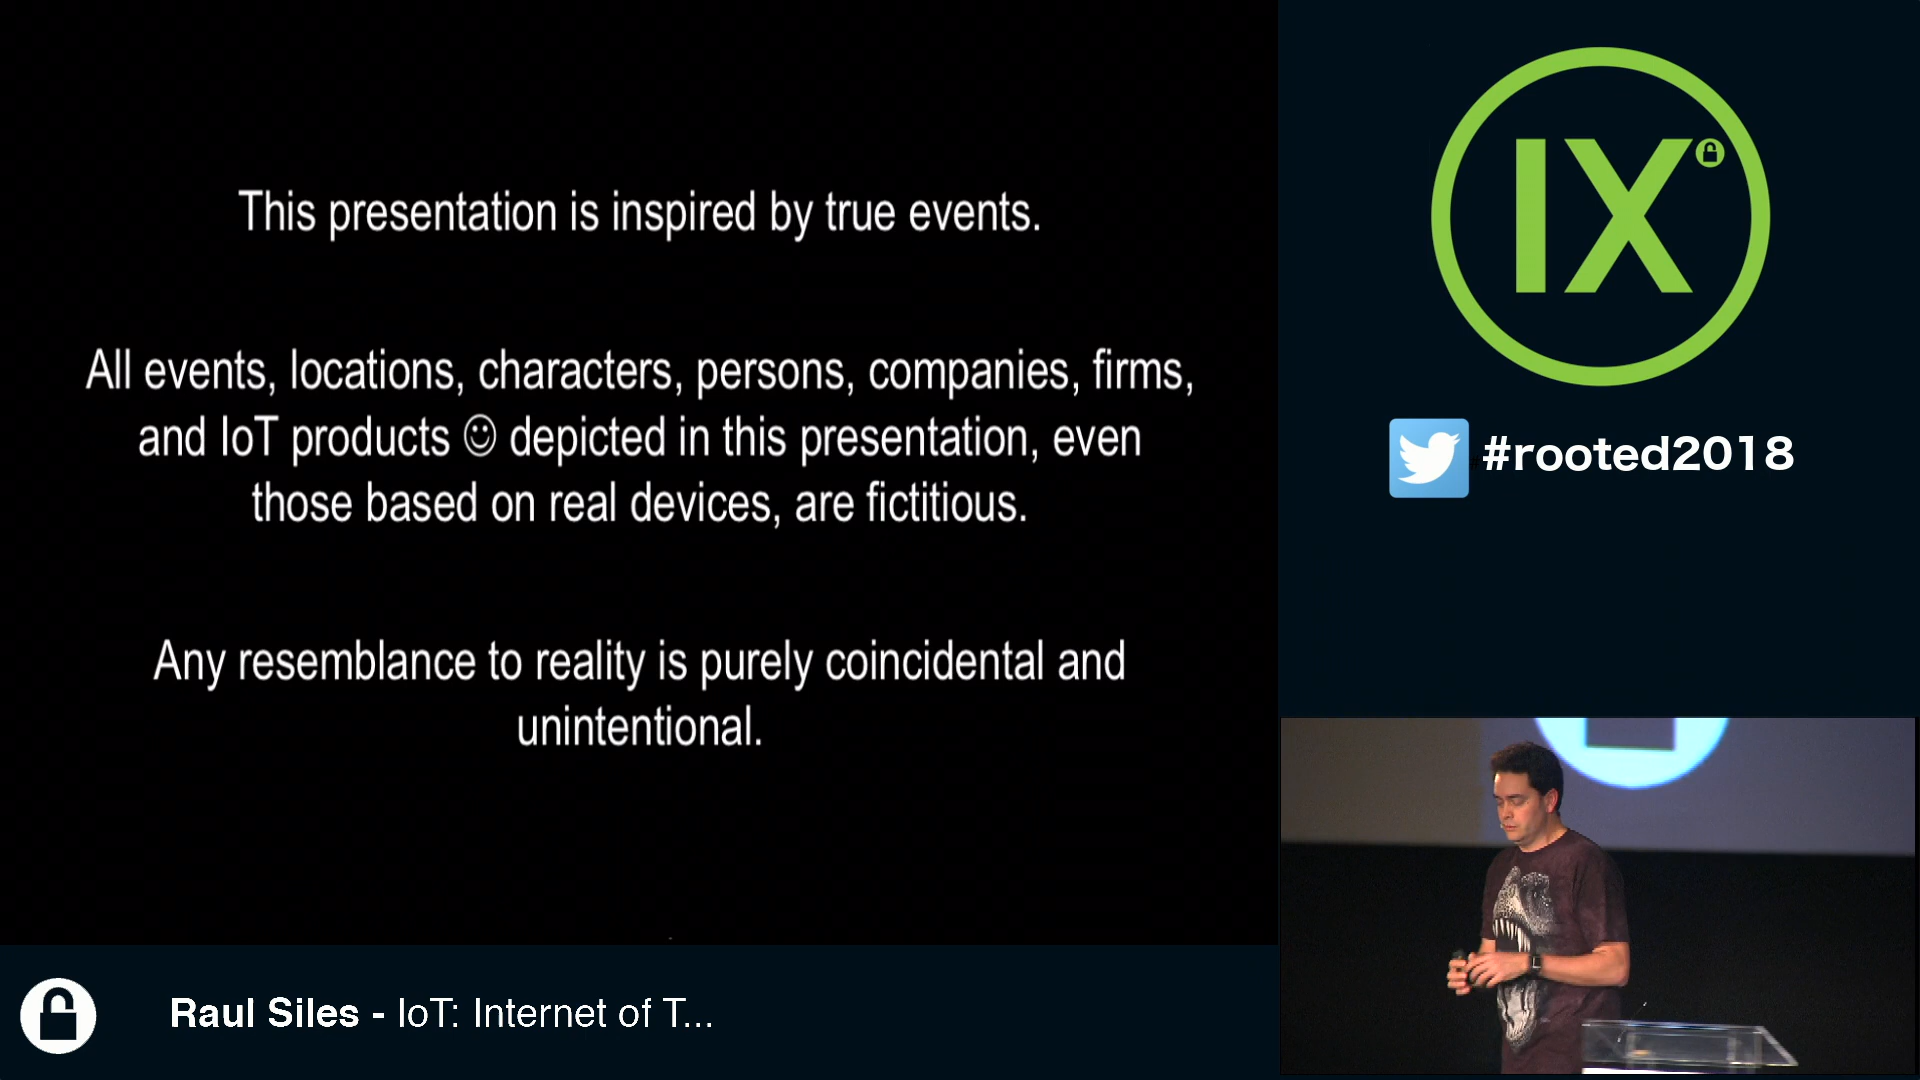 This presentation is inspired by true events.
All events, locations, characters, persons, companies, firms,
and IoT products ☺ depicted in this presentation, even
those based on real devices, are fictitious.
Any resemblance to reality is purely coincidental and
unintentional.
IX
#rooted2018
Raul Siles - IoT: Internet of T...